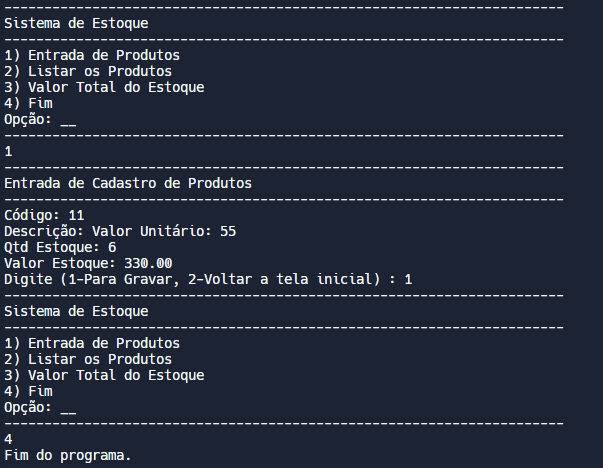 ----------------------------------------------------------------------
Sistema de Estoque
----------------------------------------------------------------------
1) Entrada de Produtos
2) Listar os Produtos
3) Valor Total do Estoque
4) Fim
Opção: __
----------------------------------------------------------------------
1
----------------------------------------------------------------------
Entrada de Cadastro de Produtos
----------------------------------------------------------------------
Código: 11
Descrição: Valor Unitário: 55
Qtd Estoque: 6
Valor Estoque: 330.00
Digite (1-Para Gravar, 2-Voltar a tela inicial) : 1
----------------------------------------------------------------------
Sistema de Estoque
----------------------------------------------------------------------
1) Entrada de Produtos
2) Listar os Produtos
3) Valor Total do Estoque
4) Fim
Opção: __
----------------------------------------------------------------------
4
Fim do programa.